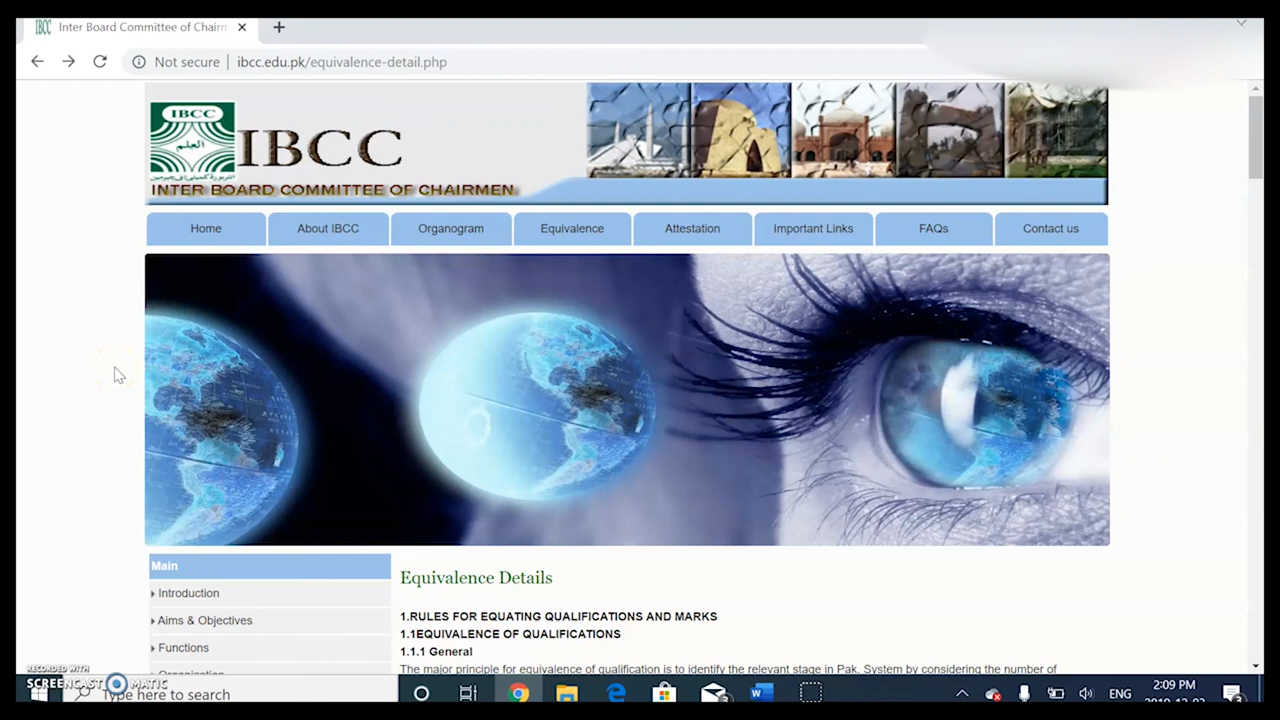 IBCC Inter Board Committee of Chairm
Not secure | ibcc.edu.pk/equivalence-detail.php
IBCC
العلم
IBCC
INTER BOARD COMMITTEE OF CHAIRMEN
Home About IBCC Organogram Equivalence Attestation Important Links FAQs Contact us
Main
Introduction
Aims & Objectives
Functions
Equivalence Details
1.RULES FOR EQUATING QUALIFICATIONS AND MARKS
1.1EQUIVALENCE OF QUALIFICATIONS
1.1.1 General
The major principle for equivalence of qualification is to identify the relevant stage in Pak. System by considering the number of
RECORDED WITH
SCREENCAST MATIC
Type here to search
ENG
2:09 PM